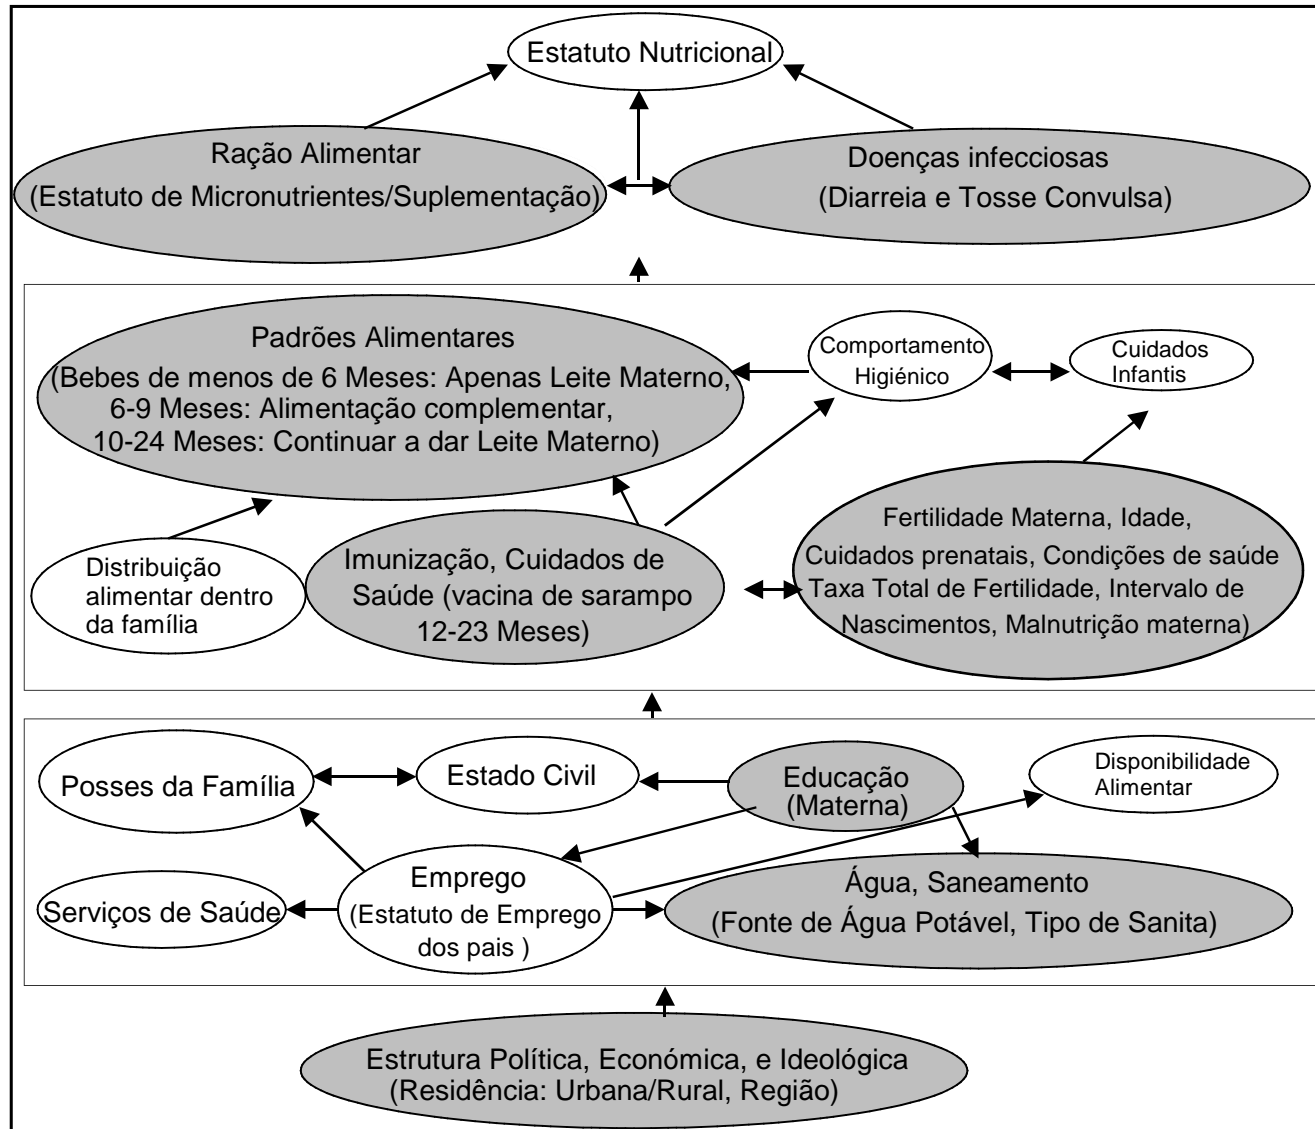 Estatuto Nutricional
Ração Alimentar
(Estatuto de Micronutrientes/Suplementação)
Doenças infecciosas
(Diarreia e Tosse Convulsa)
Padrões Alimentares
(Bebes de menos de 6 Meses: Apenas Leite Materno,
6-9 Meses: Alimentação complementar,
10-24 Meses: Continuar a dar Leite Materno)
Comportamento
Higiénico
Cuidados
Infantis
Distribuição
alimentar dentro
da família
Imunização, Cuidados de
Saúde (vacina de sarampo
12-23 Meses)
Fertilidade Materna, Idade,
Cuidados prenatais, Condições de saúde
Taxa Total de Fertilidade, Intervalo de
Nascimentos, Malnutrição materna)
Posses da Família
Estado Civil
Educação
(Materna)
Disponibilidade
Alimentar
Serviços de Saúde
Emprego
(Estatuto de Emprego
dos pais )
Água, Saneamento
(Fonte de Água Potável, Tipo de Sanita)
Estrutura Política, Económica, e Ideológica
(Residência: Urbana/Rural, Região)